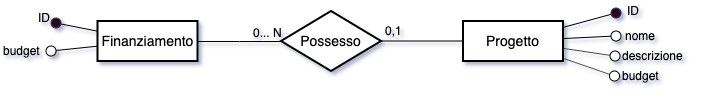 ID
budget
Finanziamento
0... N
Possesso
0,1
Progetto
ID
nome
descrizione
budget